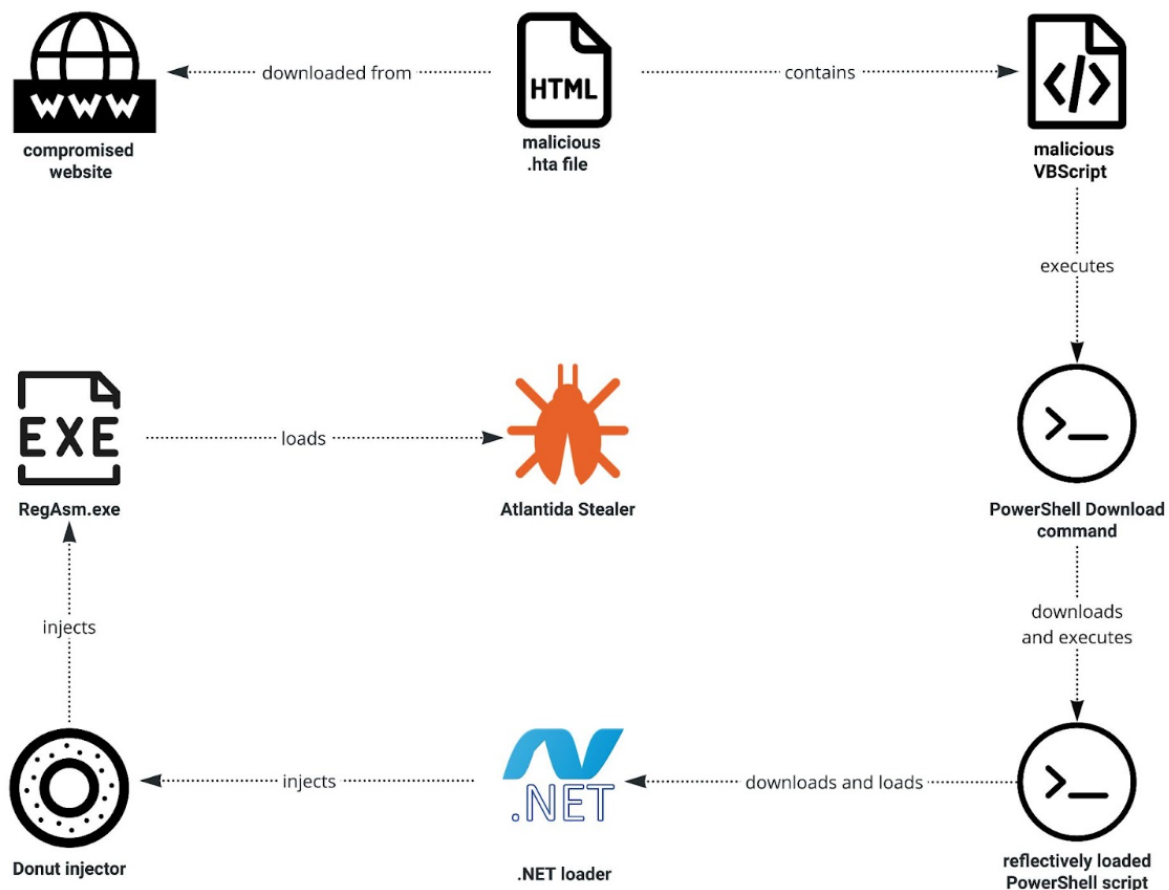 WWW
compromised
website
downloaded from
HTML
malicious
.hta file
contains
</>
malicious
VBScript
executes
EXE
RegAsm.exe
loads
Atlantida Stealer
>_
PowerShell Download
command
injects
downloads
and executes
Donut injector
injects
.NET
.NET loader
downloads and loads
>_
reflectively loaded
PowerShell script